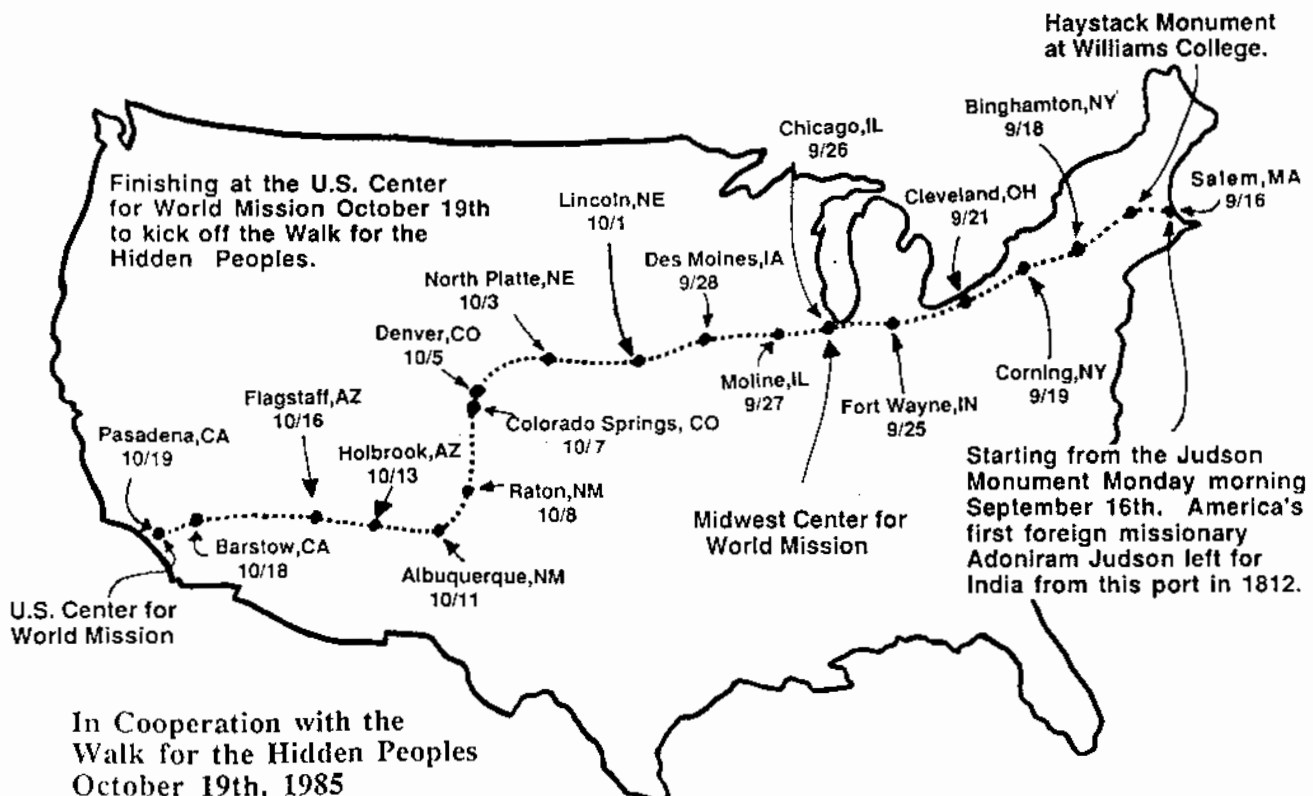 Haystack Monument
at Williams College.
Binghamton,NY
9/18
Chicago,IL
9/26
Salem,MA
9/16
Cleveland,OH
9/21
Finishing at the U.S. Center
for World Mission October 19th
to kick off the Walk for the
Hidden Peoples.
Lincoln,NE
10/1
Des Moines,IA
9/28
North Platte,NE
10/3
Denver,CO
10/5
Moline,IL
9/27
Corning,NY
9/19
Fort Wayne,IN
9/25
Flagstaff,AZ
10/16
Colorado Springs, CO
10/7
Pasadena,CA
10/19
Holbrook,AZ
10/13
Raton,NM
10/8
Midwest Center for
World Mission
Starting from the Judson
Monument Monday morning
September 16th. America's
first foreign missionary
Adoniram Judson left for
India from this port in 1812.
Barstow,CA
10/18
Albuquerque,NM
10/11
U.S. Center for
World Mission
In Cooperation with the
Walk for the Hidden Peoples
October 19th, 1985